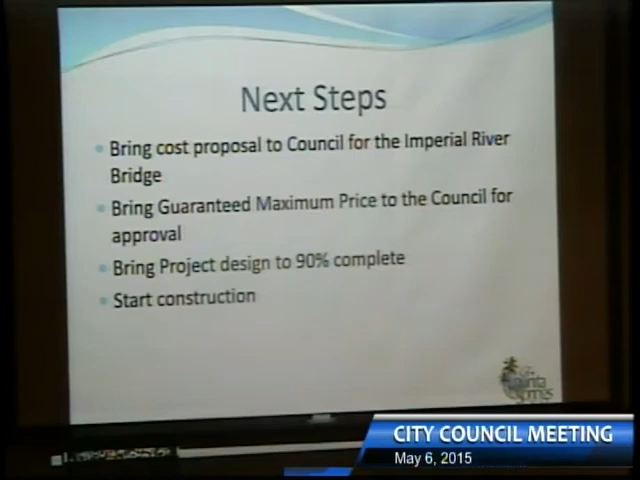 Next Steps
Bring cost proposal to Council for the Imperial River
Bridge
Bring Guaranteed Maximum Price to the Council for
approval
Bring Project design to 90% complete
Start construction
Springs
CITY COUNCIL MEETING
May 6, 2015